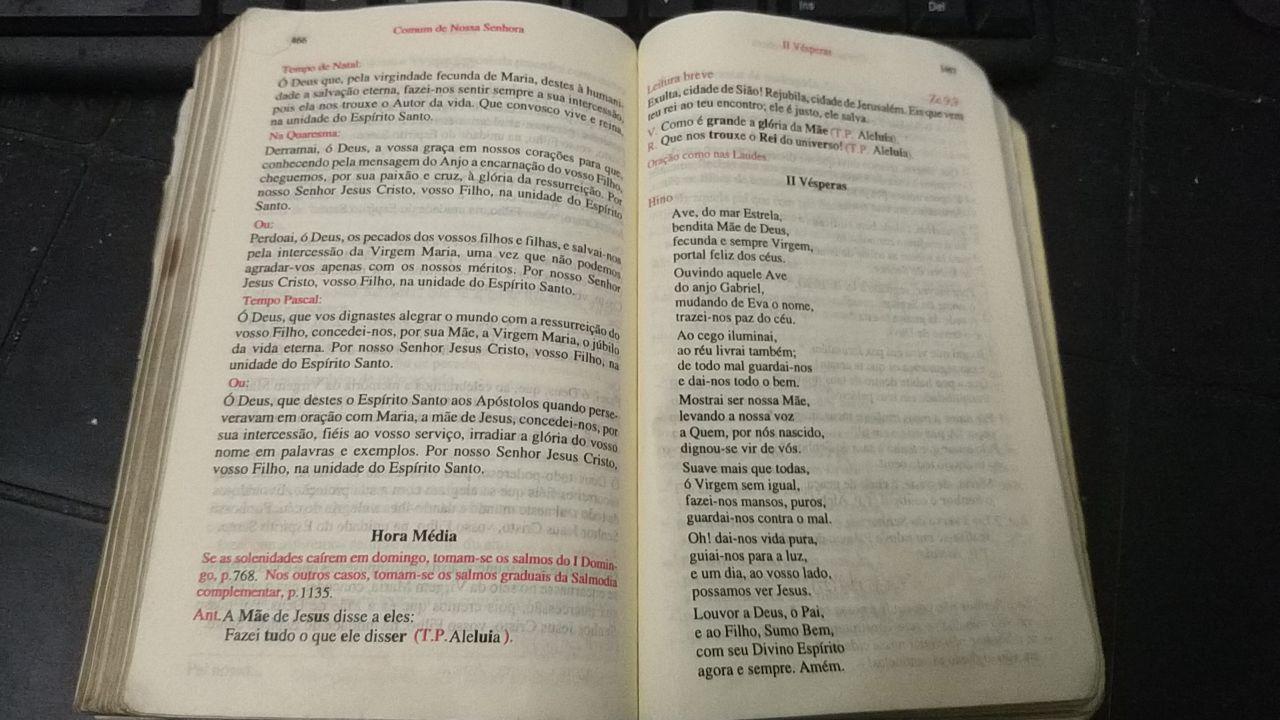 Ins
Del
466
Comum de Nossa Senhora
Tempo de Natal:
Ó Deus que, pela virgindade fecunda de Maria, destes à humani-
dade a salvação eterna, fazei-nos sentir sempre a sua intercessão,
pois ela nos trouxe o Autor da vida. Que convosco vive e reina,
na unidade do Espírito Santo.
Na Quaresma:
Derramai, ó Deus, a vossa graça em nossos corações para que,
conhecendo pela mensagem do Anjo a encarnação do vosso Filho,
cheguemos, por sua paixão e cruz, à glória da ressurreição. Por
nosso Senhor Jesus Cristo, vosso Filho, na unidade do Espírito
Santo.
Ou:
Perdoai, ó Deus, os pecados dos vossos filhos e filhas, e salvai-nos
pela intercessão da Virgem Maria, uma vez que não podemos
agradar-vos apenas com os nossos méritos. Por nosso Senhor
Jesus Cristo, vosso Filho, na unidade do Espírito Santo.
Tempo Pascal:
Ó Deus, que vos dignastes alegrar o mundo com a ressurreição do
vosso Filho, concedei-nos, por sua Mãe, a Virgem Maria, o júbilo
da vida eterna. Por nosso Senhor Jesus Cristo, vosso Filho, na
unidade do Espírito Santo.
Ou:
Ó Deus, que destes o Espírito Santo aos Apóstolos quando perse-
veravam em oração com Maria, a mãe de Jesus, concedei-nos, por
sua intercessão, fiéis ao vosso serviço, irradiar a glória do vosso
nome em palavras e exemplos. Por nosso Senhor Jesus Cristo,
vosso Filho, na unidade do Espírito Santo.
Hora Média
Se as solenidades caírem em domingo, tomam-se os salmos do I Domin-
go, p.768. Nos outros casos, tomam-se os salmos graduais da Salmodia
complementar, p.1135.
Ant. A Mãe de Jesus disse a eles:
Fazei tudo o que ele disser (T.P. Aleluia).
II Vésperas
Leitura breve
Zc 9,9
Exulta, cidade de Sião! Rejubila, cidade de Jerusalém. Eis que vem
teu rei ao teu encontro; ele é justo, ele salva.
V. Como é grande a glória da Mãe (T.P. Aleluia).
R. Que nos trouxe o Rei do universo! (T.P. Aleluia).
Oração como nas Laudes
II Vésperas
Hino
Ave, do mar Estrela,
bendita Mãe de Deus,
fecunda e sempre Virgem,
portal feliz dos céus.
Ouvindo aquele Ave
do anjo Gabriel,
mudando de Eva o nome,
trazei-nos paz do céu.
Ao cego iluminai,
ao réu livrai também;
de todo mal guardai-nos
e dai-nos todo o bem.
Mostrai ser nossa Mãe,
levando a nossa voz
a Quem, por nós nascido,
dignou-se vir de vós.
Suave mais que todas,
ó Virgem sem igual,
fazei-nos mansos, puros,
guardai-nos contra o mal.
Oh! dai-nos vida pura,
guiai-nos para a luz,
e um dia, ao vosso lado,
possamos ver Jesus.
Louvor a Deus, o Pai,
e ao Filho, Sumo Bem,
com seu Divino Espírito
agora e sempre. Amém.